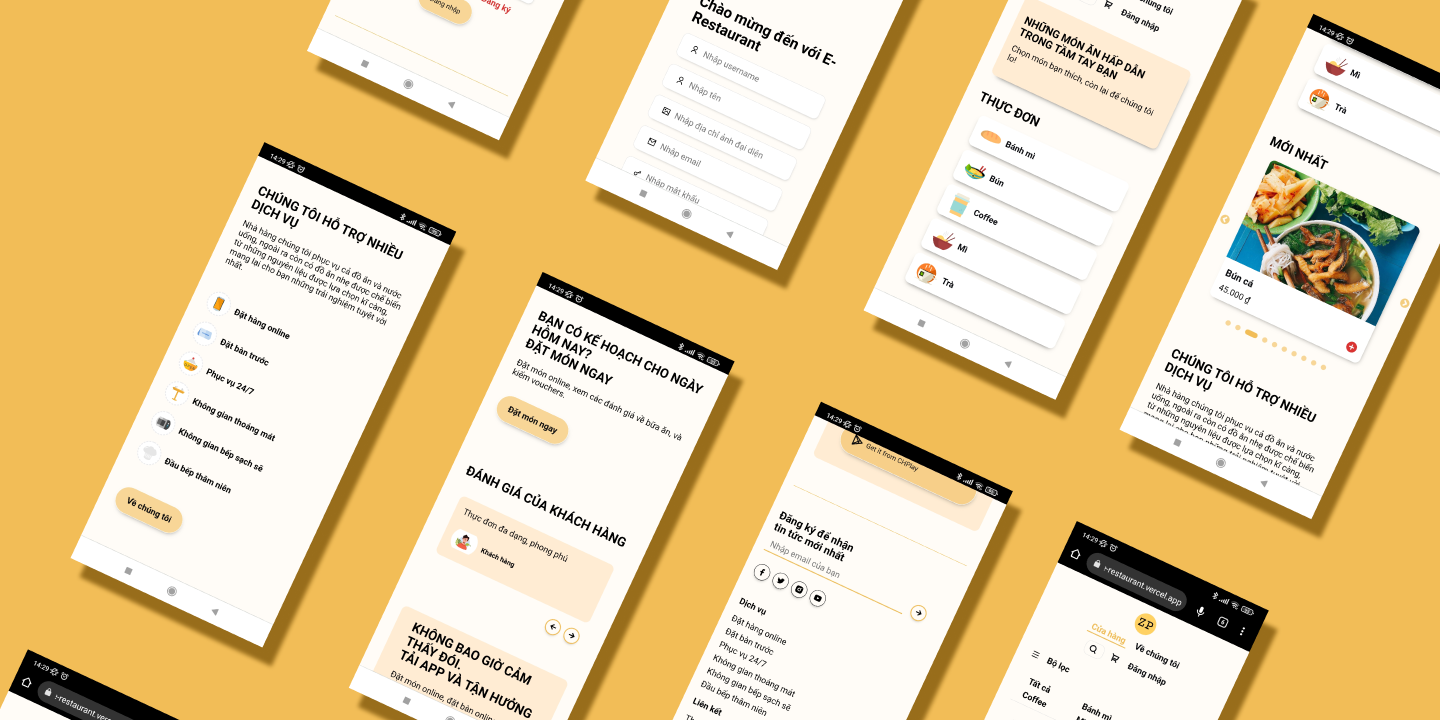 Đăng nhập
Đăng ký
14:29
CHÚNG TÔI HỖ TRỢ NHIỀU
DỊCH VỤ
Nhà hàng chúng tôi phục vụ cả đồ ăn và nước
uống, ngoài ra còn có đồ ăn nhẹ được chế biến
từ những nguyên liệu được lựa chọn kĩ càng,
mang lại cho bạn những trải nghiệm tuyệt vời
nhất.
Đặt hàng online
Đặt bàn trước
Phục vụ 24/7
Không gian thoáng mát
Không gian bếp sạch sẽ
Đầu bếp thâm niên
Về chúng tôi
14:29
-restaurant.vercel.app
Chào mừng đến với E-
Restaurant
Nhập username
Nhập tên
Nhập địa chỉ ảnh đại diện
Nhập email
Nhập mật khẩu
14:29
BẠN CÓ KẾ HOẠCH CHO NGÀY
HÔM NAY?
ĐẶT MÓN NGAY
Đặt món online, xem các đánh giá về bữa ăn, và
kiếm vouchers.
Đặt món ngay
ĐÁNH GIÁ CỦA KHÁCH HÀNG
Thực đơn đa dạng, phong phú
Khách hàng
KHÔNG BAO GIỜ CẢM
THẤY ĐÓI.
TẢI APP VÀ TẬN HƯỞNG
Đặt món online, đặt bàn online
chúng tôi
Đăng nhập
NHỮNG MÓN ĂN HẤP DẪN
TRONG TẦM TAY BẠN
Chọn món bạn thích, còn lại để chúng tôi
lo!
THỰC ĐƠN
Bánh mì
Bún
Coffee
Mì
Trà
14:29
Get it from CHPlay
Đăng ký để nhận
tin tức mới nhất
Nhập email của bạn
Dịch vụ
Đặt hàng online
Đặt bàn trước
Phục vụ 24/7
Không gian thoáng mát
Không gian bếp sạch sẽ
Đầu bếp thâm niên
Liên kết
14:29
Mì
Trà
MỚI NHẤT
Bún cá
45.000 ₫
CHÚNG TÔI HỖ TRỢ NHIỀU
DỊCH VỤ
Nhà hàng chúng tôi phục vụ cả đồ ăn và nước
uống, ngoài ra còn có đồ ăn nhẹ được chế biến
từ những nguyên liệu được lựa chọn kĩ càng,
14:29
-restaurant.vercel.app
ZP
Cửa hàng
Về chúng tôi
Đăng nhập
Bộ lọc
Tất cả
Bánh mì
Coffee